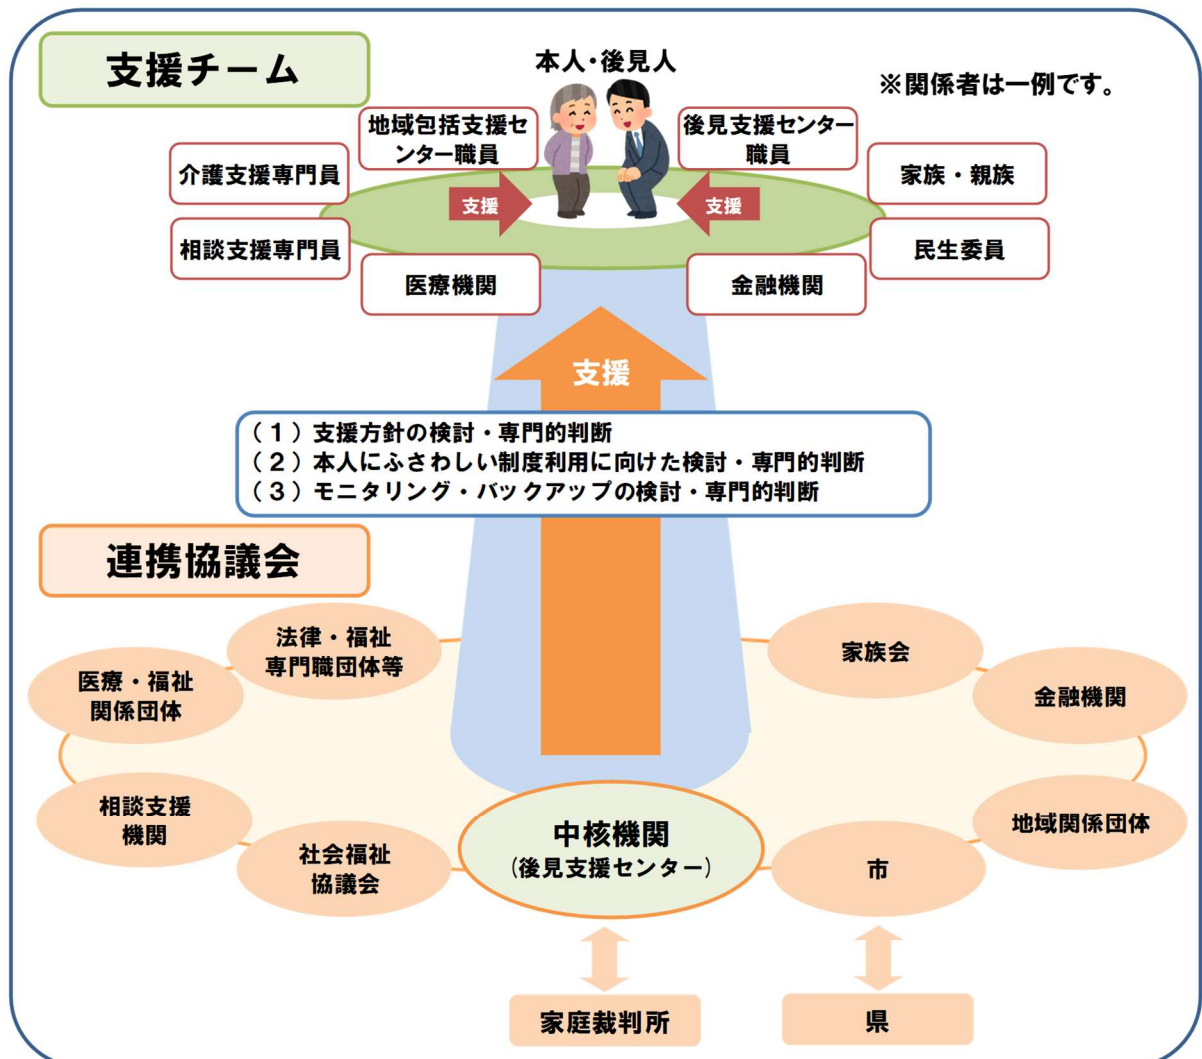 支援チーム
本人・後見人
※関係者は一例です。
地域包括支援セ
ンター職員
後見支援センター
職員
介護支援専門員
家族・親族
支援
支援
相談支援専門員
民生委員
医療機関
金融機関
支援
(1)支援方針の検討・専門的判断
(2)本人にふさわしい制度利用に向けた検討・専門的判断
(3)モニタリング・バックアップの検討・専門的判断
連携協議会
法律・福祉
専門職団体等
家族会
医療・福祉
関係団体
金融機関
相談支援
機関
地域関係団体
社会福祉
協議会
中核機関
(後見支援センター)
市
家庭裁判所
県